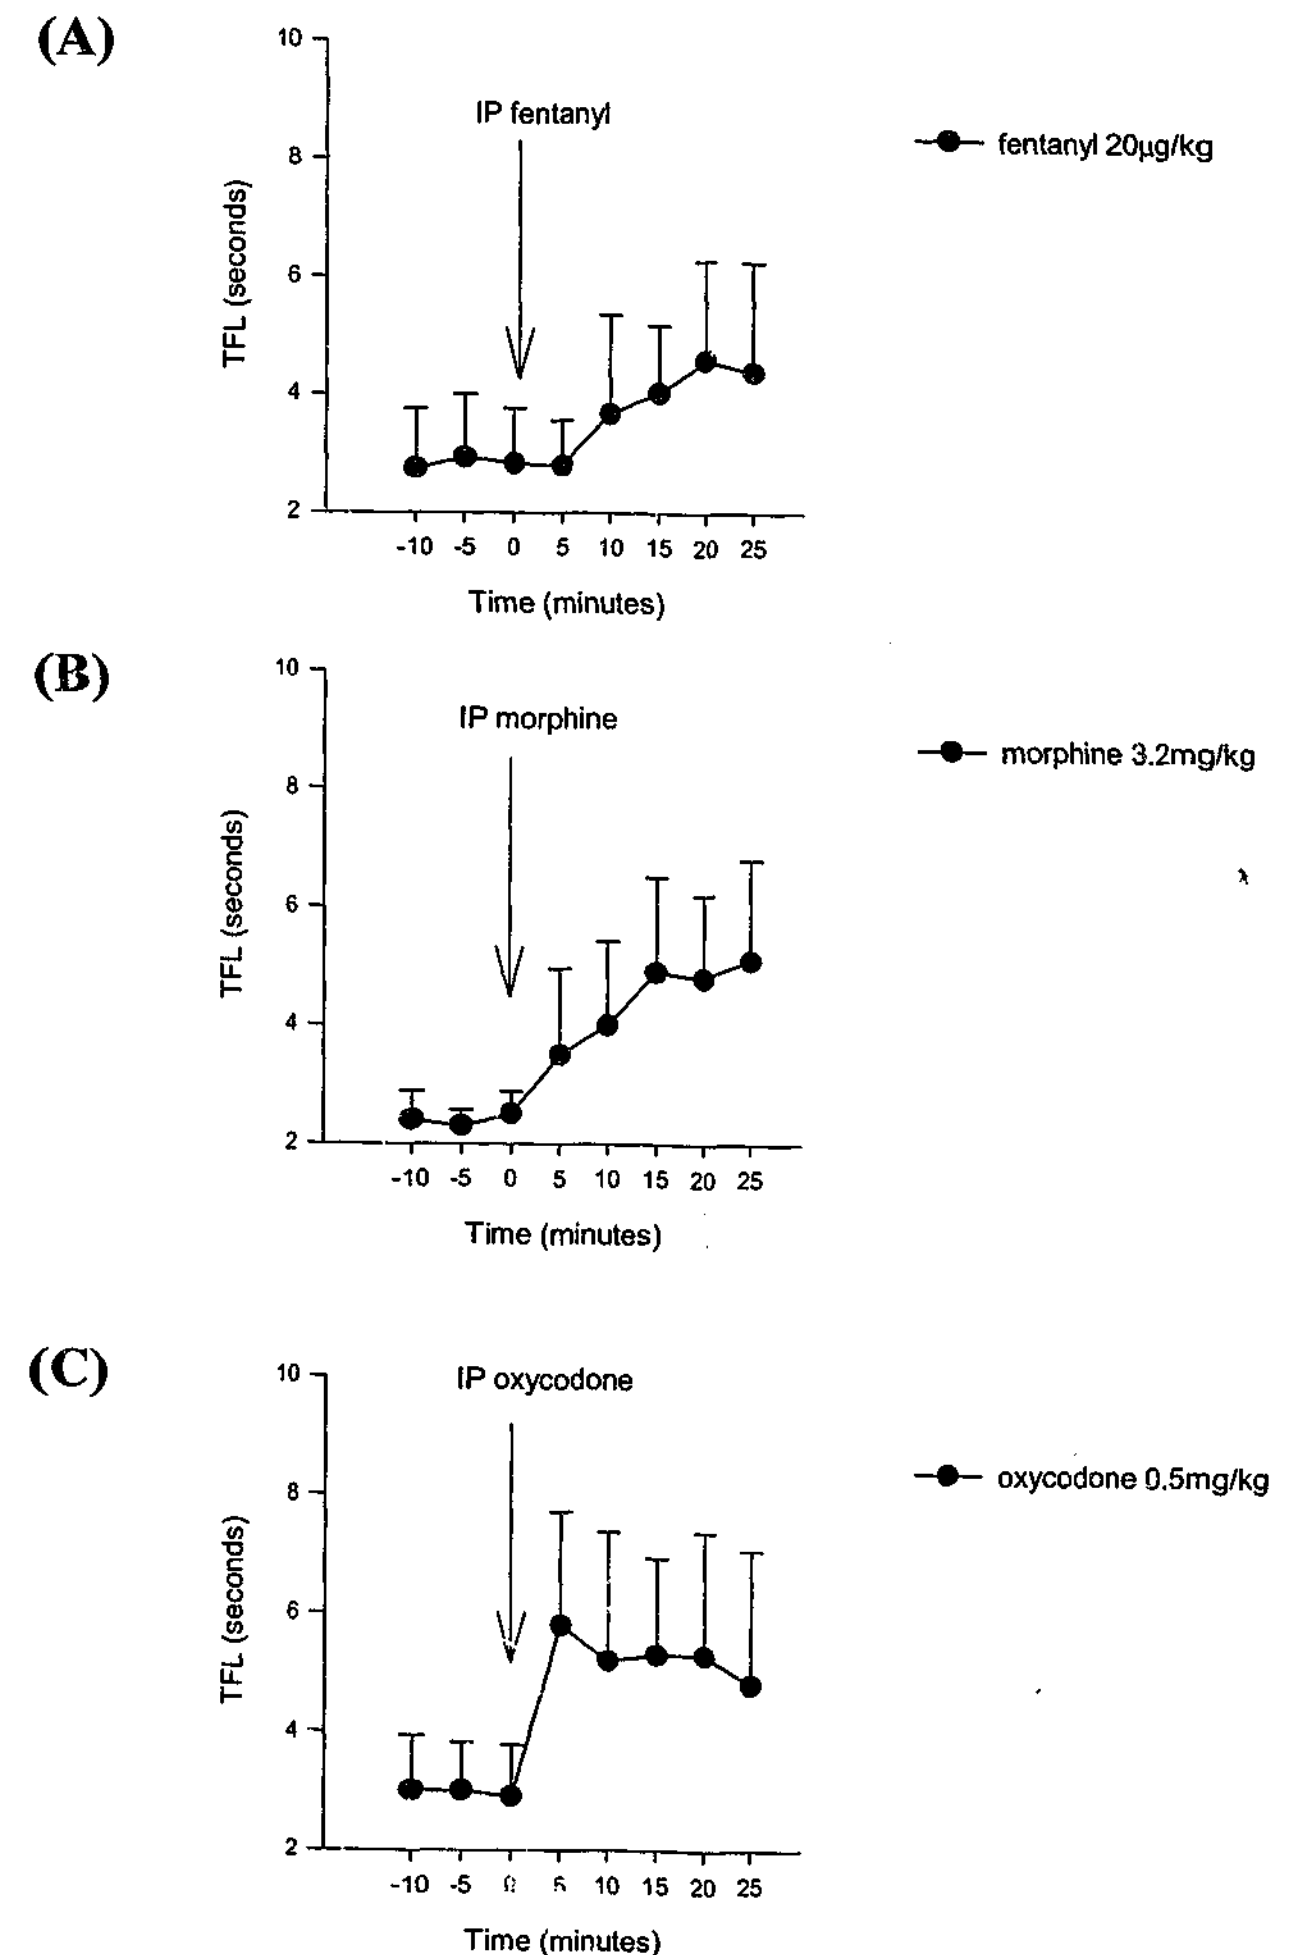 (A)
10
8
6
4
2
TFL (seconds)
IP fentanyl
fentanyl 20µg/kg
-10 -5 0 5 10 15 20 25
Time (minutes)
(B)
10
8
6
4
2
TFL (seconds)
IP morphine
morphine 3.2mg/kg
-10 -5 0 5 10 15 20 25
Time (minutes)
(C)
10
8
6
4
2
TFL (seconds)
IP oxycodone
oxycodone 0.5mg/kg
-10 -5 0 5 10 15 20 25
Time (minutes)